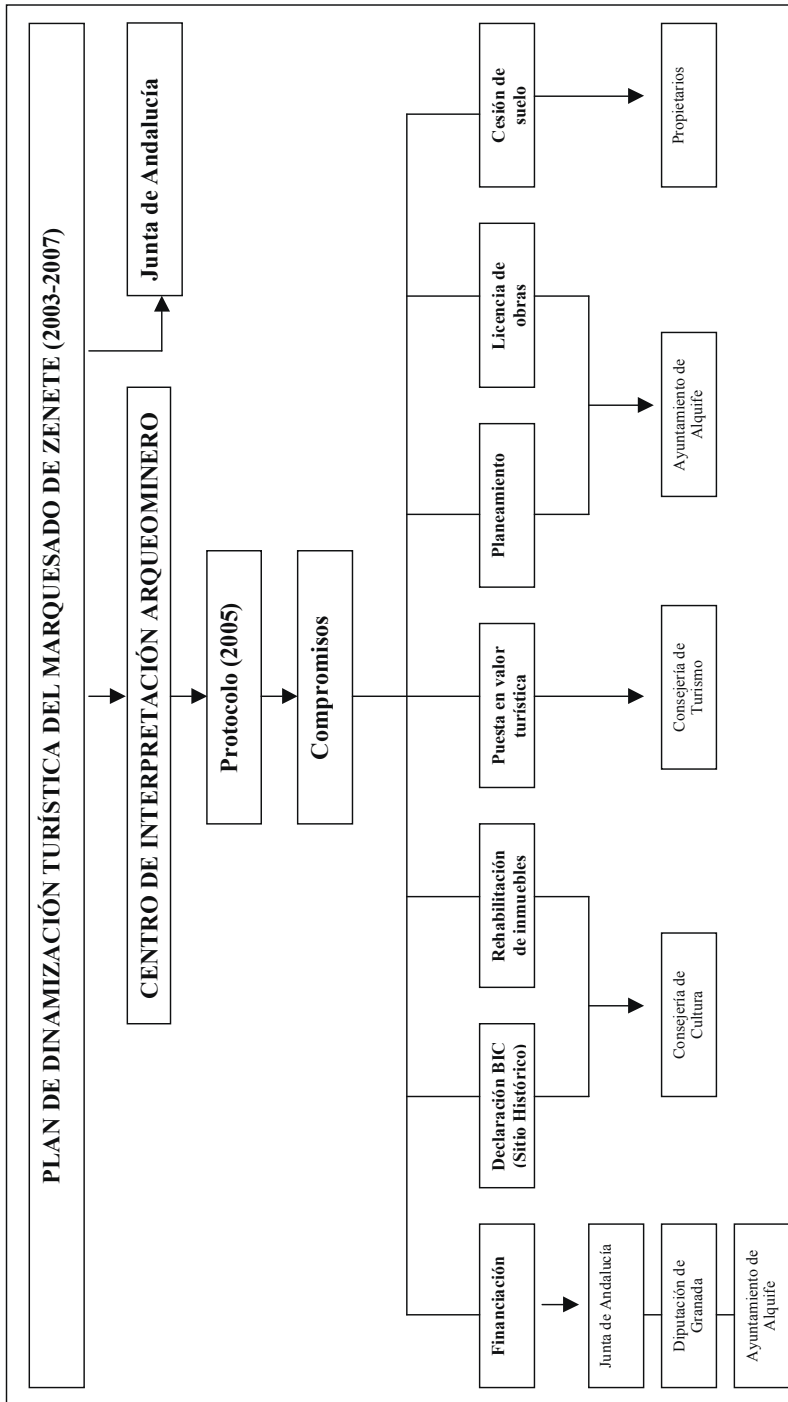 PLAN DE DINAMIZACIÓN TURÍSTICA DEL MARQUESADO DE ZENETE (2003-2007)
Junta de Andalucía
CENTRO DE INTERPRETACIÓN ARQUEOMINERO
Protocolo (2005)
Compromisos
Financiación
Declaración BIC
(Sitio Histórico)
Rehabilitación
de inmuebles
Puesta en valor
turística
Planeamiento
Licencia de
obras
Cesión de
suelo
Junta de Andalucía
Diputación de
Granada
Ayuntamiento de
Alquife
Consejería de
Cultura
Consejería de
Turismo
Ayuntamiento de
Alquife
Propietarios